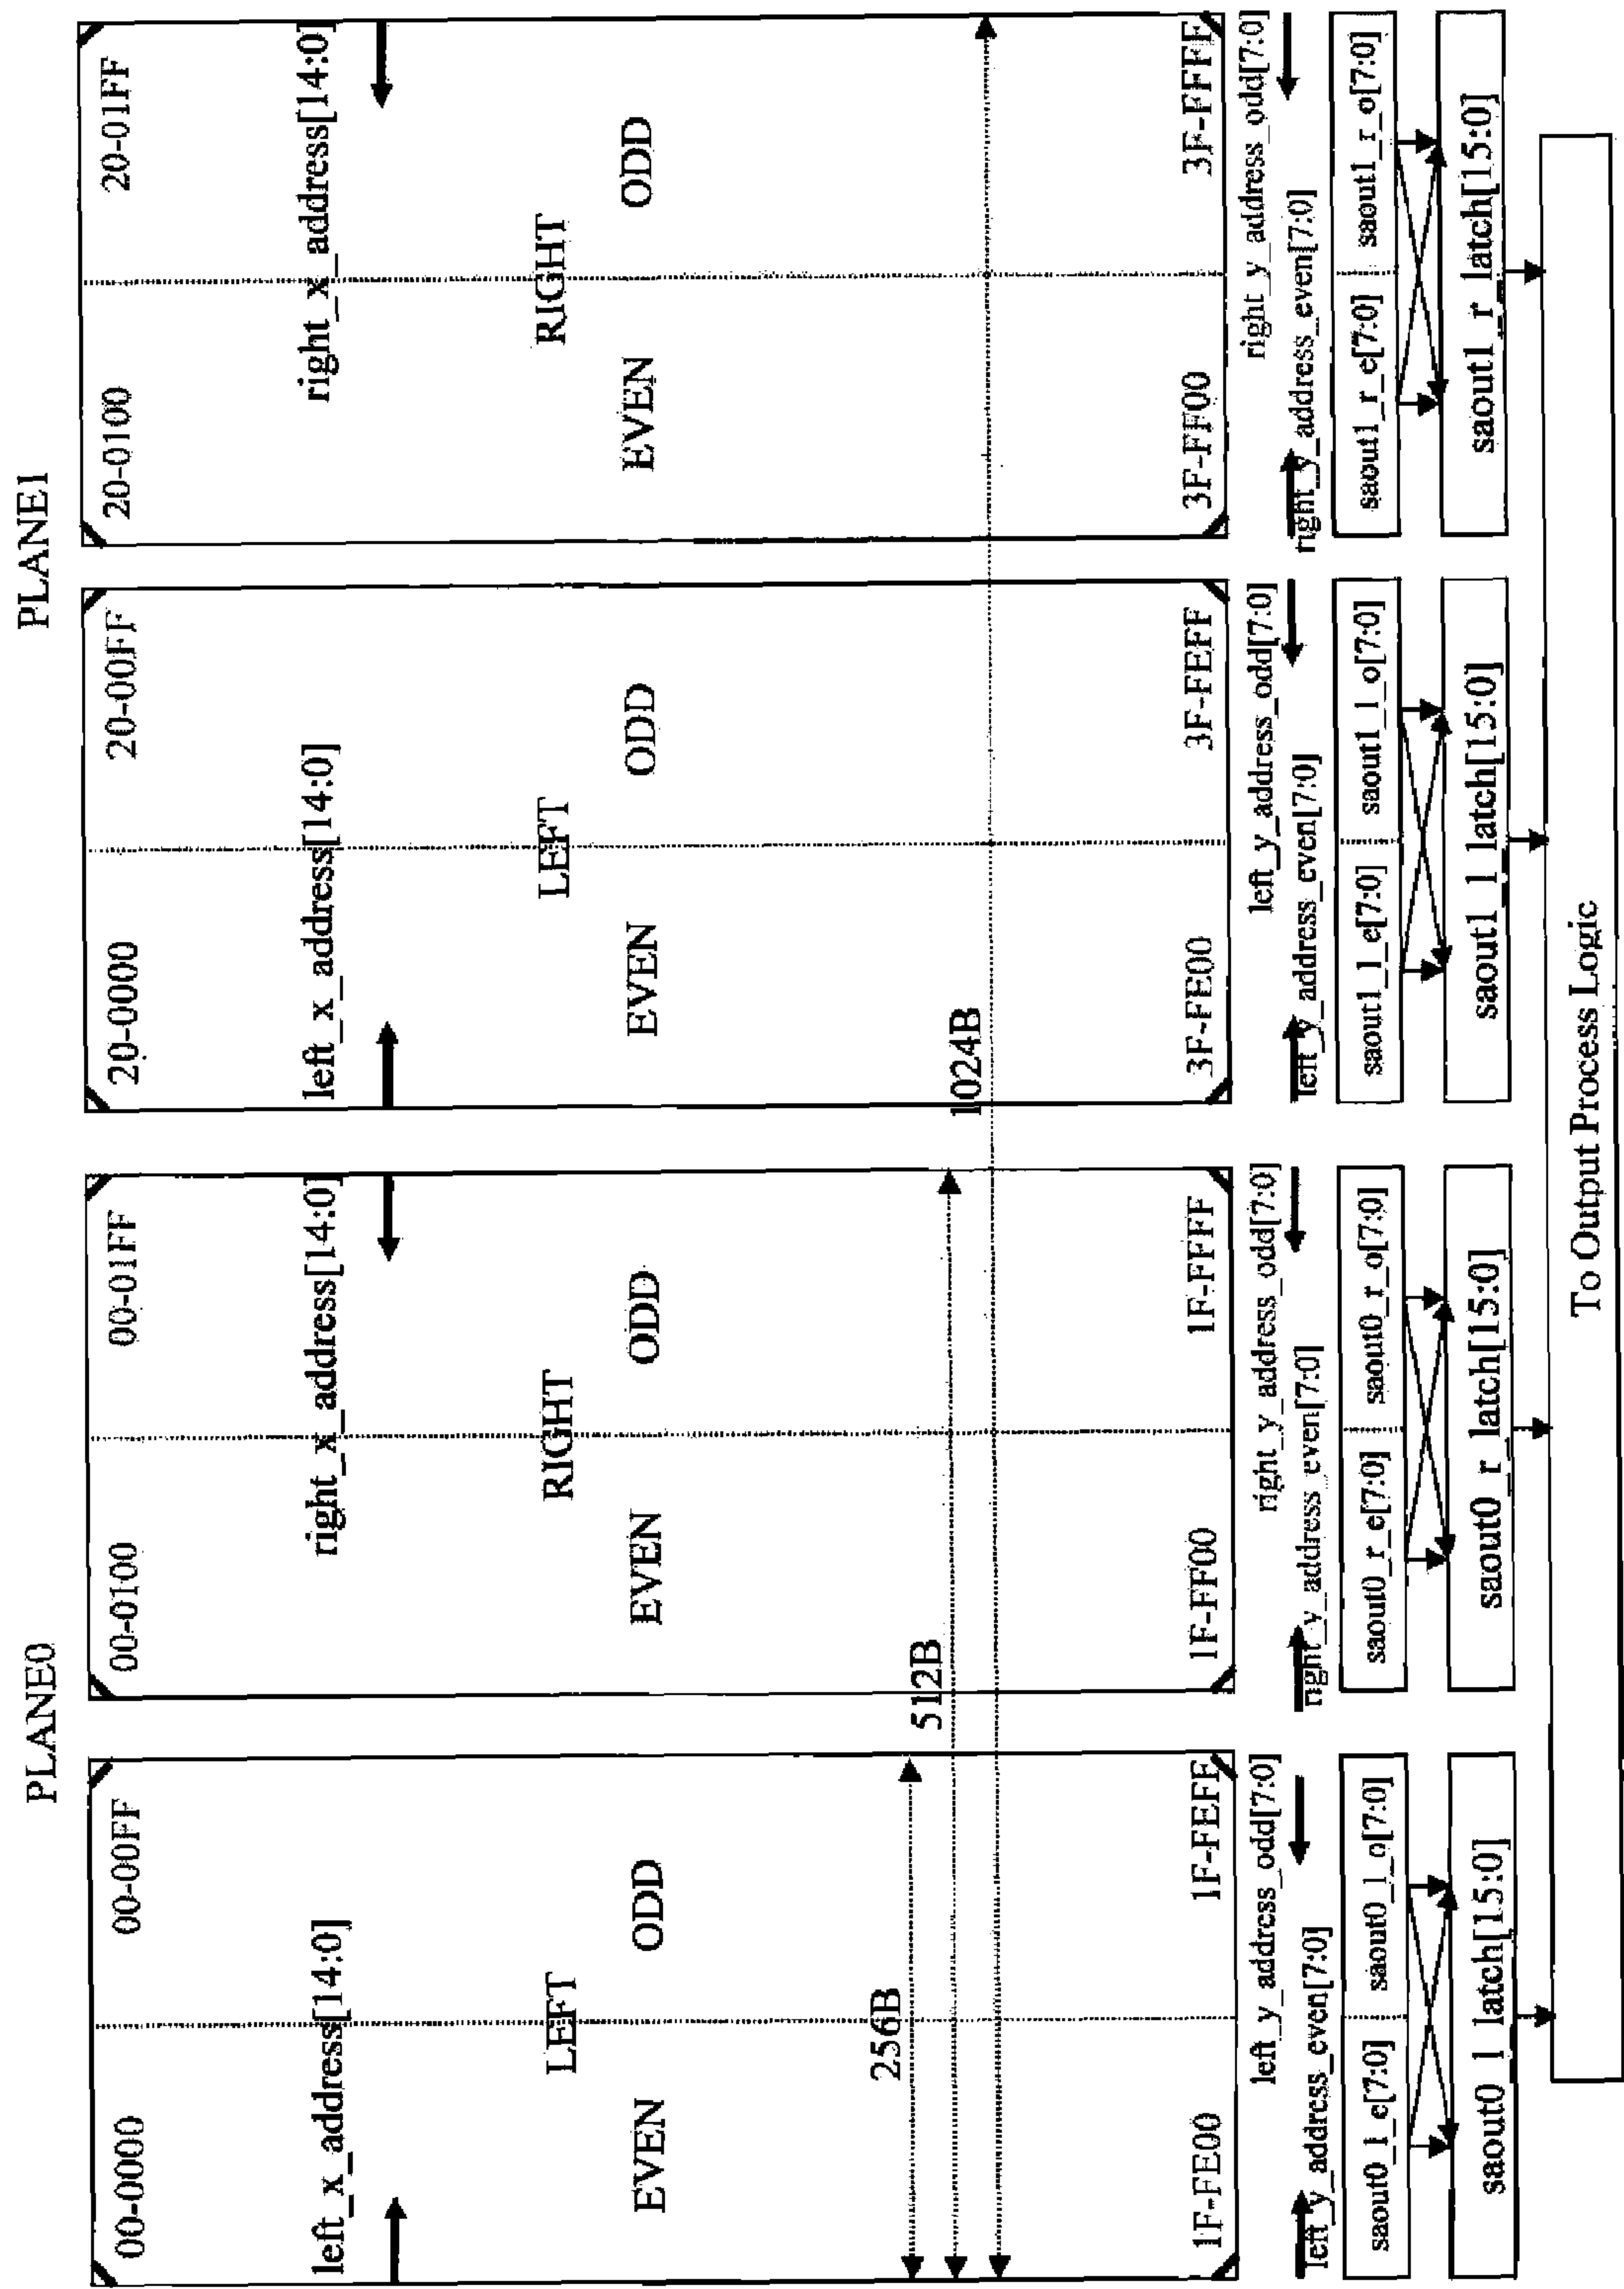 PLANE0
PLANE1
00-0000 00-00FF 00-0100 00-01FF 20-0000 20-00FF 20-0100 20-01FF
left_x_address[14:0] right_x_address[14:0] left_x_address[14:0] right_x_address[14:0]
LEFT RIGHT LEFT RIGHT
EVEN ODD EVEN ODD EVEN ODD EVEN ODD
256B
512B
1024B
1F-FE00 1F-FEFF 1F-FF00 1F-FFFF 3F-FE00 3F-FEFF 3F-FF00 3F-FFFF
left_y_address_odd[7:0] right_y_address_odd[7:0] left_y_address_odd[7:0] right_y_address_odd[7:0]
left_y_address_even[7:0] right_y_address_even[7:0] left_y_address_even[7:0] right_y_address_even[7:0]
saout0_l_e[7:0] saout0_l_o[7:0] saout0_r_e[7:0] saout0_r_o[7:0] saout1_l_e[7:0] saout1_l_o[7:0] saout1_r_e[7:0] saout1_r_o[7:0]
saout0_l_latch[15:0] saout0_r_latch[15:0] saout1_l_latch[15:0] saout1_r_latch[15:0]
To Output Process Logic